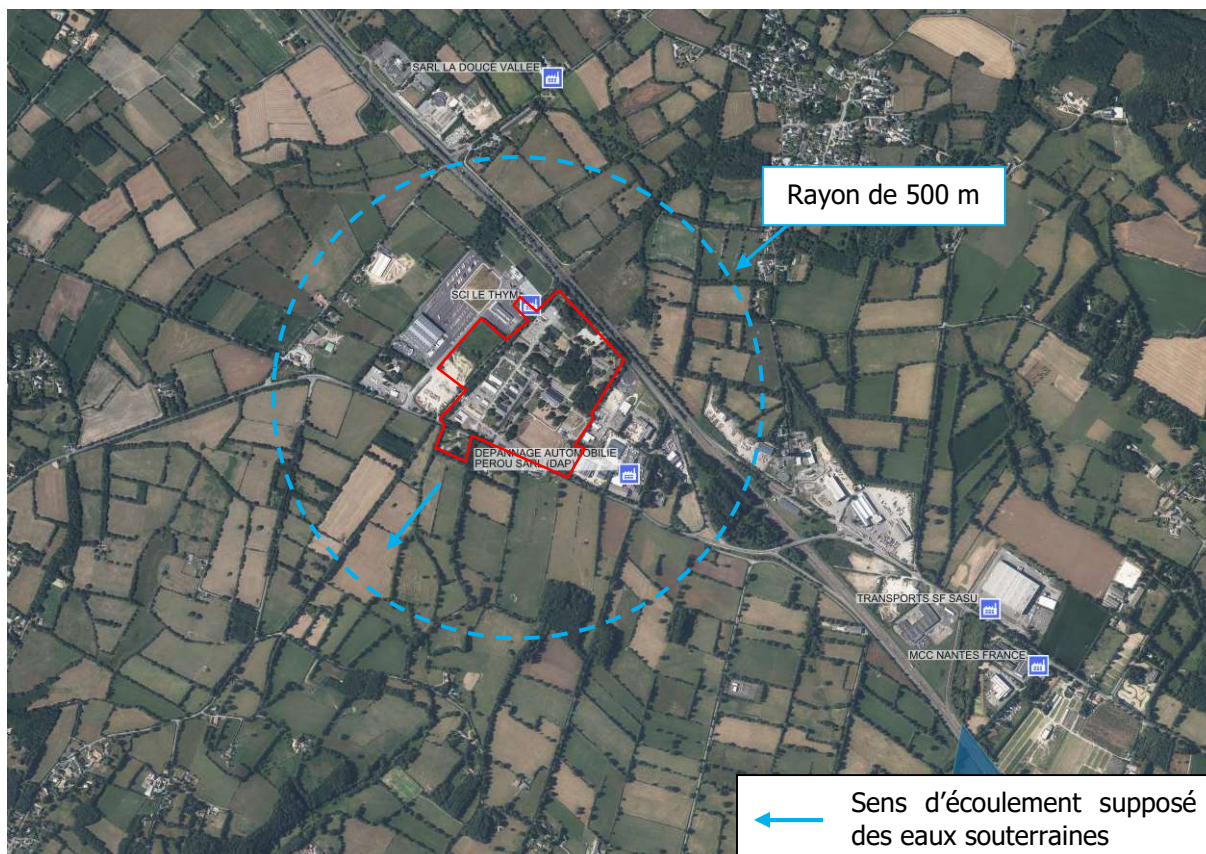 SARL LA DOUCE VALLEE
Rayon de 500 m
SCI LE THYM
DEPANNAGE AUTOMOBILIE
PEROU SARL (DAP)
TRANSPORTS SF SASU
MCC NANTES FRANCE
Sens d'écoulement supposé
des eaux souterraines